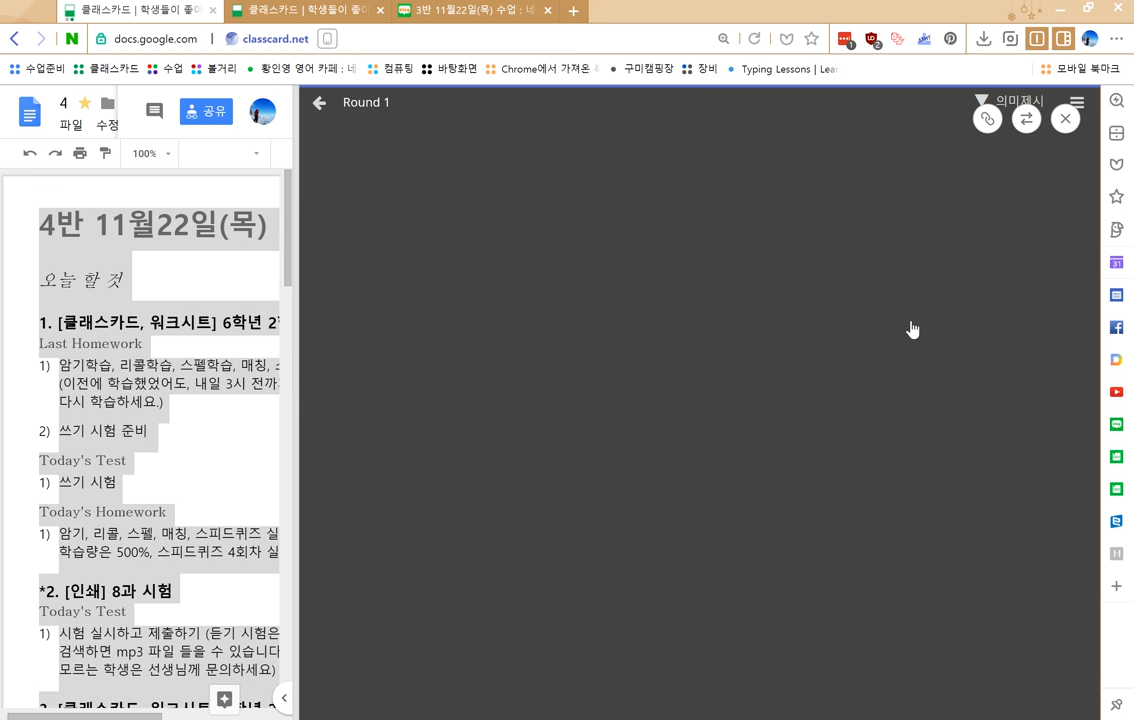 클래스카드 | 학생들이 좋아
클래스카드 | 학생들이 좋아
3반 11월22일(목) 수업 : 네
N
docs.google.com
classcard.net
수업준비
클래스카드
수업
볼거리
황인영 영어 카페 : 네
컴퓨팅
바탕화면
Chrome에서 가져온
구미캠핑장
장비
Typing Lessons | Lear
모바일 북마크
4
공유
파일 수정
100%
Round 1
의미제시
4반 11월22일(목)
오늘 할 것
1. [클래스카드, 워크시트] 6학년 2
Last Homework
1) 암기학습, 리콜학습, 스펠학습, 매칭,
(이전에 학습했었어도, 내일 3시 전까
다시 학습하세요.)
2) 쓰기 시험 준비
Today's Test
1) 쓰기 시험
Today's Homework
1) 암기, 리콜, 스펠, 매칭, 스피드퀴즈 실
학습량은 500%, 스피드퀴즈 4회차 실
*2. [인쇄] 8과 시험
Today's Test
1) 시험 실시하고 제출하기 (듣기 시험은
검색하면 mp3 파일 들을 수 있습니다
모르는 학생은 선생님께 문의하세요)